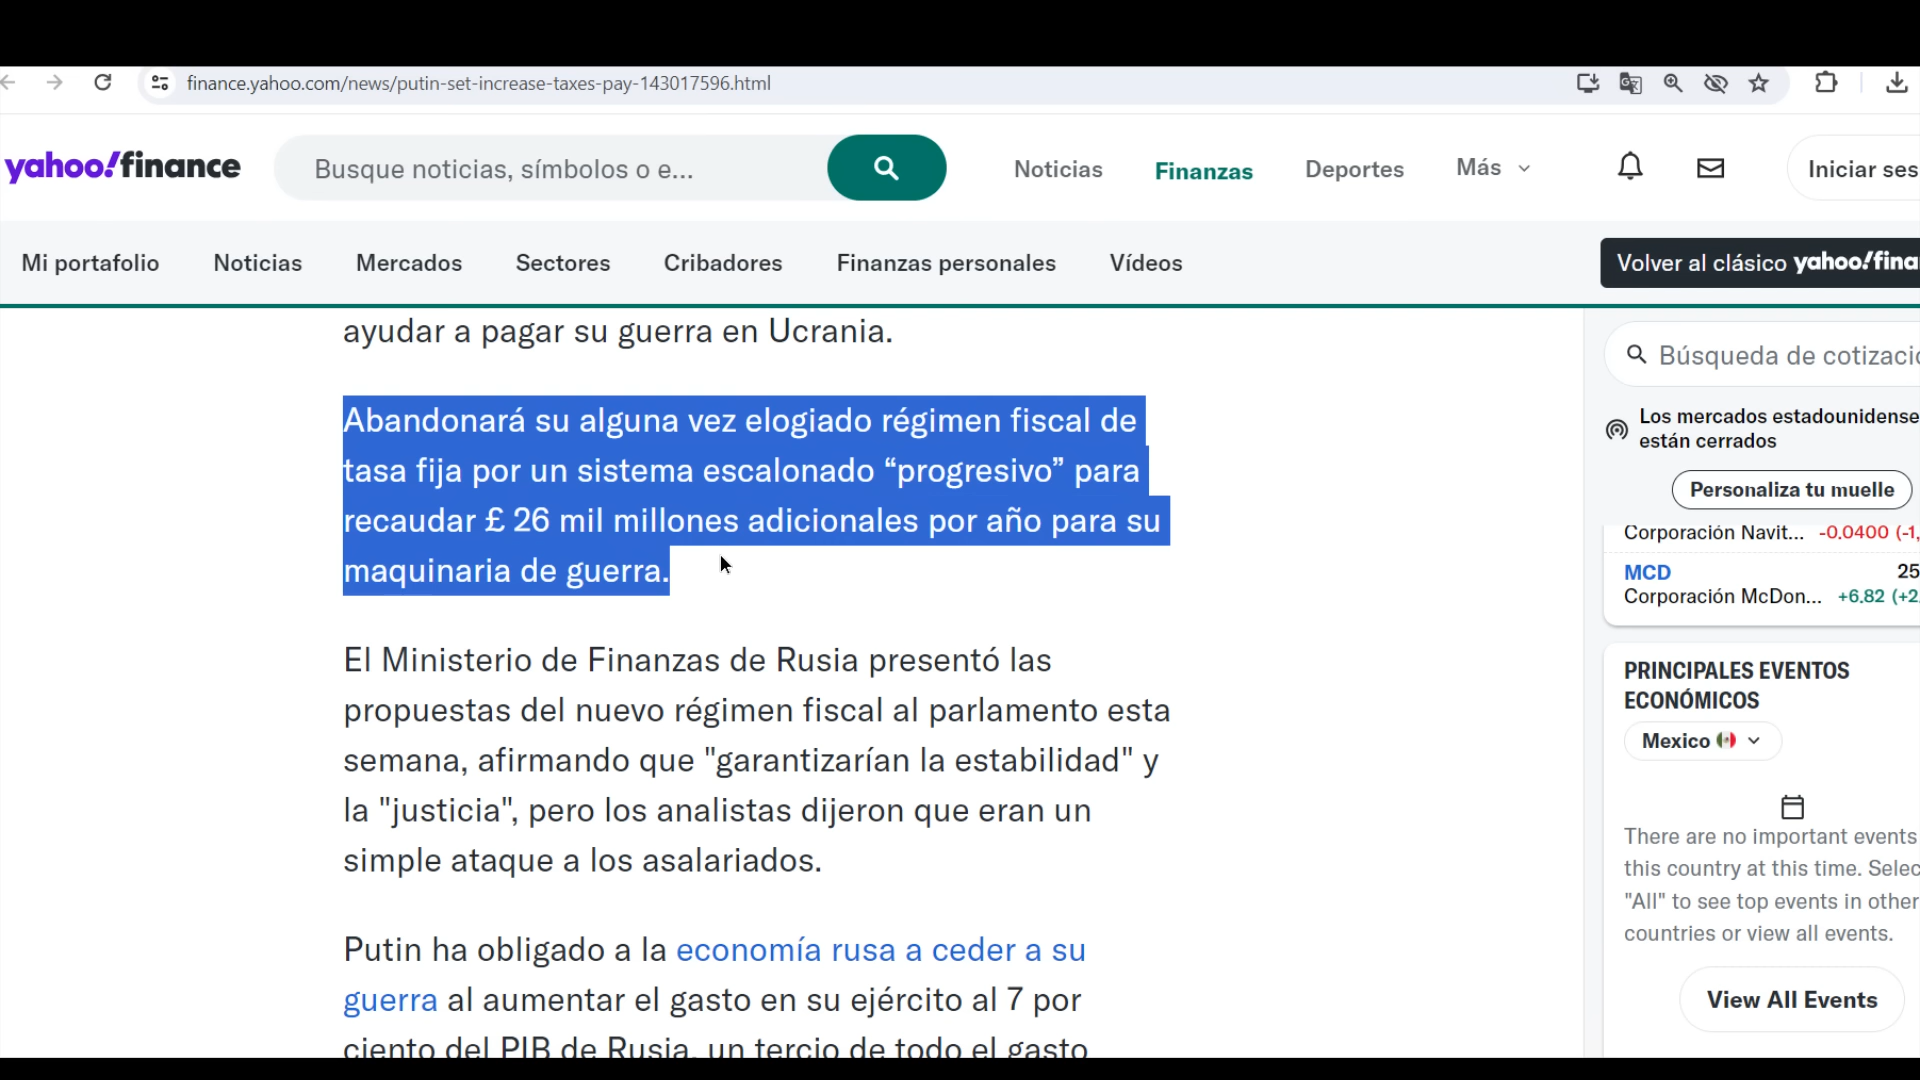 finance.yahoo.com/news/putin-set-increase-taxes-pay-143017596.html
yahoo!finance
Busque noticias, símbolos o e...
Noticias
Finanzas
Deportes
Más
Iniciar ses
Mi portafolio
Noticias
Mercados
Sectores
Cribadores
Finanzas personales
Vídeos
Volver al clásico yahoo!fina
ayudar a pagar su guerra en Ucrania.
Abandonará su alguna vez elogiado régimen fiscal de
tasa fija por un sistema escalonado “progresivo” para
recaudar £ 26 mil millones adicionales por año para su
maquinaria de guerra.
El Ministerio de Finanzas de Rusia presentó las
propuestas del nuevo régimen fiscal al parlamento esta
semana, afirmando que "garantizarían la estabilidad" y
la "justicia", pero los analistas dijeron que eran un
simple ataque a los asalariados.
Putin ha obligado a la economía rusa a ceder a su
guerra al aumentar el gasto en su ejército al 7 por
ciento del PIB de Rusia, un tercio de todo el gasto
Búsqueda de cotizació
Los mercados estadounidense
están cerrados
Personaliza tu muelle
Corporación Navit... -0.0400 (-1,
MCD 25
Corporación McDon... +6.82 (+2
PRINCIPALES EVENTOS
ECONÓMICOS
Mexico
There are no important events
this country at this time. Selec
"All" to see top events in other
countries or view all events.
View All Events